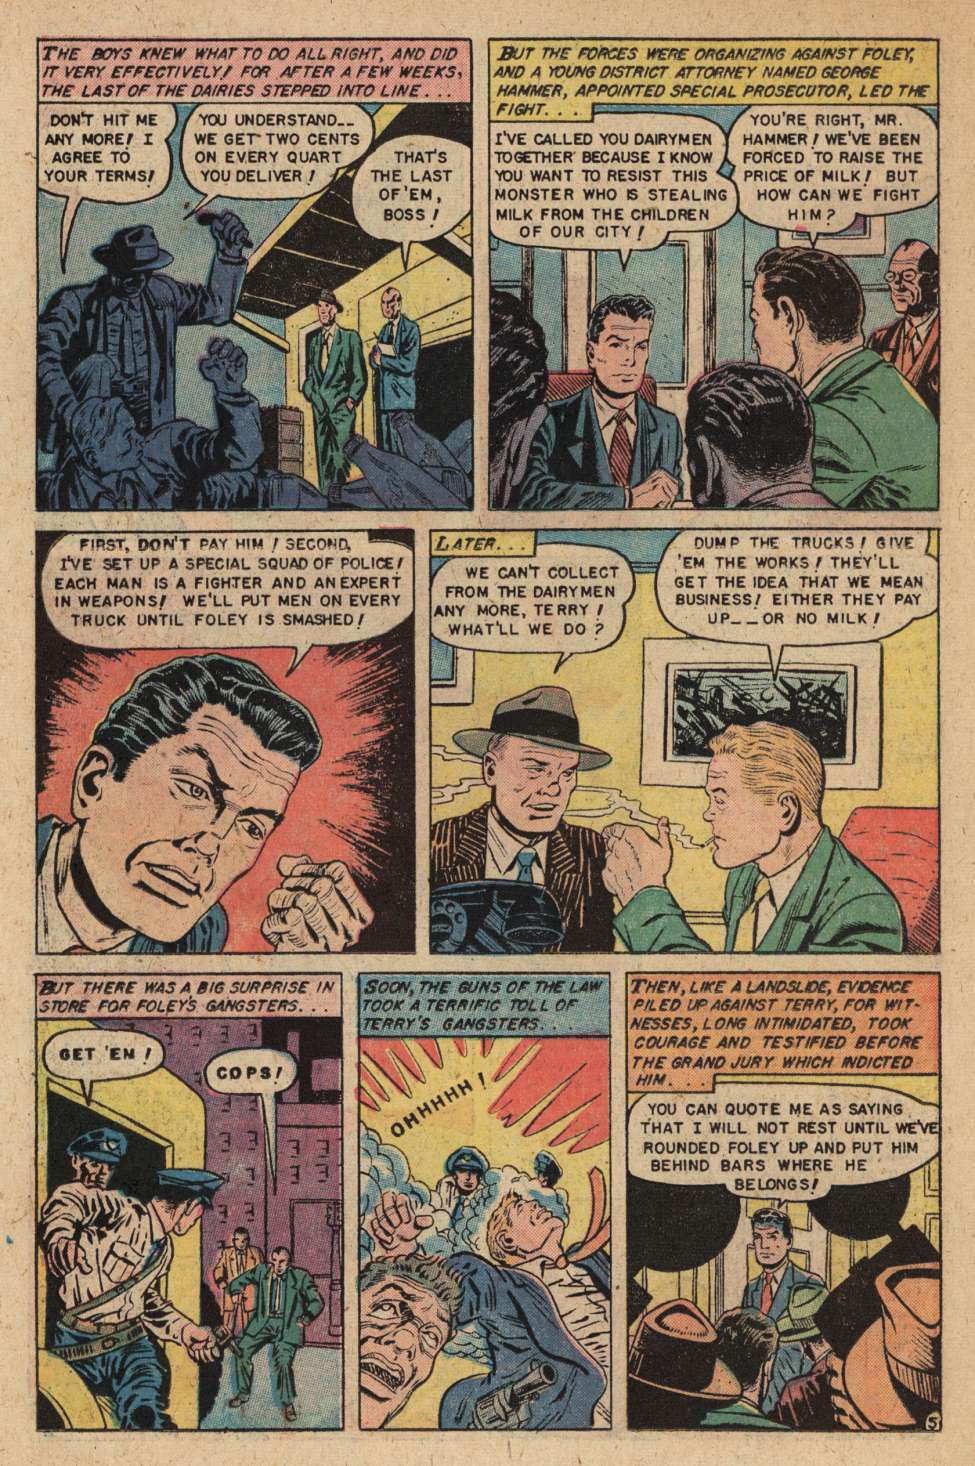 THE BOYS KNEW WHAT TO DO ALL RIGHT, AND DID
IT VERY EFFECTIVELY! FOR AFTER A FEW WEEKS,
THE LAST OF THE DAIRIES STEPPED INTO LINE...
DON'T HIT ME
ANY MORE! I
AGREE TO
YOUR TERMS!
YOU UNDERSTAND--
WE GET TWO CENTS
ON EVERY QUART
YOU DELIVER!
THAT'S
THE LAST
OF 'EM,
BOSS!
BUT THE FORCES WERE ORGANIZING AGAINST FOLEY,
AND A YOUNG DISTRICT ATTORNEY NAMED GEORGE
HAMMER, APPOINTED SPECIAL PROSECUTOR, LED THE
FIGHT...
I'VE CALLED YOU DAIRYMEN
TOGETHER BECAUSE I KNOW
YOU WANT TO RESIST THIS
MONSTER WHO IS STEALING
MILK FROM THE CHILDREN
OF OUR CITY!
YOU'RE RIGHT, MR.
HAMMER! WE'VE BEEN
FORCED TO RAISE THE
PRICE OF MILK! BUT
HOW CAN WE FIGHT
HIM?
FIRST, DON'T PAY HIM! SECOND,
I'VE SET UP A SPECIAL SQUAD OF POLICE!
EACH MAN IS A FIGHTER AND AN EXPERT
IN WEAPONS! WE'LL PUT MEN ON EVERY
TRUCK UNTIL FOLEY IS SMASHED!
LATER...
WE CAN'T COLLECT
FROM THE DAIRYMEN
ANY MORE, TERRY!
WHAT'LL WE DO?
DUMP THE TRUCKS! GIVE
'EM THE WORKS! THEY'LL
GET THE IDEA THAT WE MEAN
BUSINESS! EITHER THEY PAY
UP--OR NO MILK!
BUT THERE WAS A BIG SURPRISE IN
STORE FOR FOLEY'S GANGSTERS...
GET 'EM!
COPS!
SOON, THE GUNS OF THE LAW
TOOK A TERRIFIC TOLL OF
TERRY'S GANGSTERS...
OHHHHH!
THEN, LIKE A LANDSLIDE, EVIDENCE
PILED UP AGAINST TERRY, FOR WIT-
NESSES, LONG INTIMIDATED, TOOK
COURAGE AND TESTIFIED BEFORE
THE GRAND JURY WHICH INDICTED
HIM...
YOU CAN QUOTE ME AS SAYING
THAT I WILL NOT REST UNTIL WE'VE
ROUNDED FOLEY UP AND PUT HIM
BEHIND BARS WHERE HE
BELONGS!
5